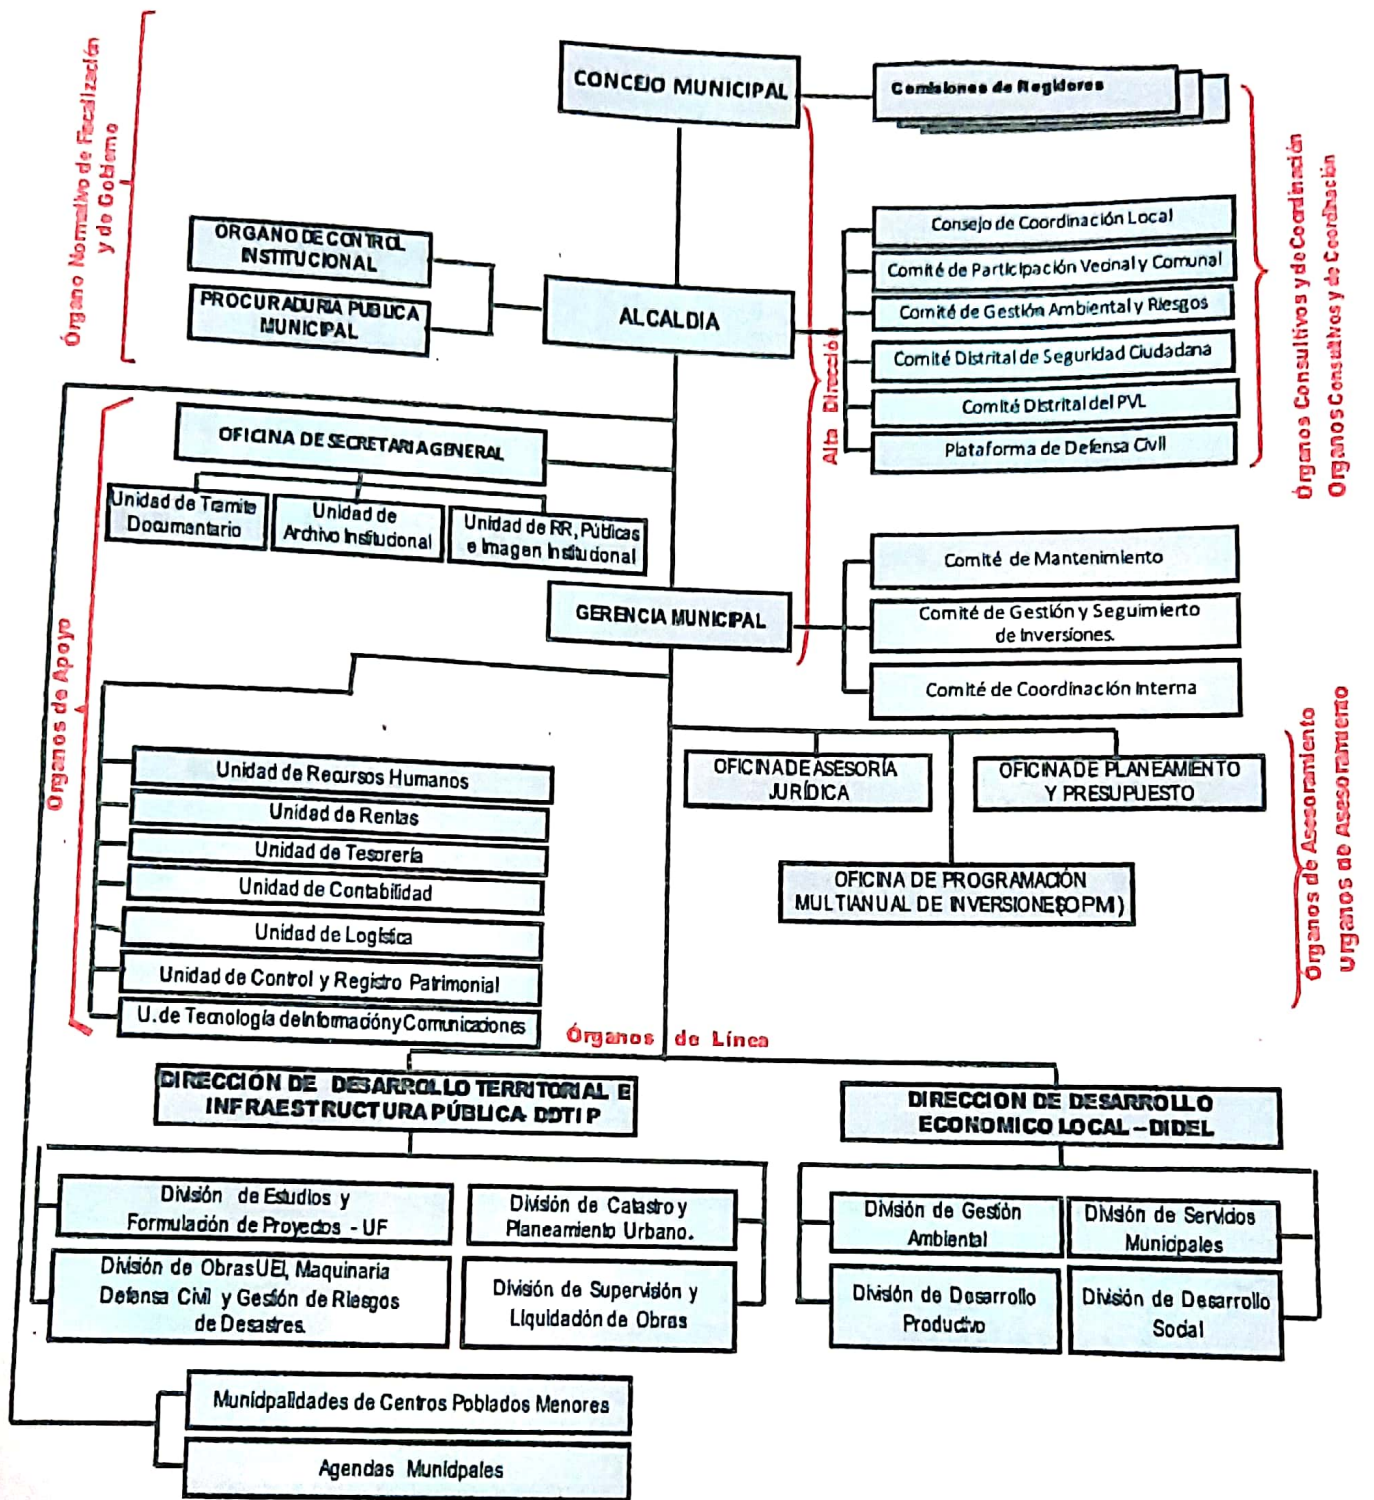 Órgano Normativo de Fiscalización
y de Gobierno
CONCEJO MUNICIPAL
Comisiones de Regidores
ORGANO DE CONTROL
INSTITUCIONAL
PROCURADURIA PUBLICA
MUNICIPAL
ALCALDIA
Alta Dirección
Consejo de Coordinación Local
Comité de Participación Vecinal y Comunal
Comité de Gestión Ambiental y Riesgos
Comité Distrital de Seguridad Ciudadana
Comité Distrital del PVL
Plataforma de Defensa Civil
Órganos Consultivos y de Coordinación
Organos Consultivos y de Coordinación
OFICINA DE SECRETARIA GENERAL
Unidad de Tramite
Documentario
Unidad de
Archivo Institucional
Unidad de RR, Públicas
e Imagen Institucional
GERENCIA MUNICIPAL
Comité de Mantenimiento
Comité de Gestión y Seguimierto
de Inversiones.
Comité de Coordinación Interna
Organos de Apoyo
Unidad de Recursos Humanos
Unidad de Rentas
Unidad de Tesorería
Unidad de Contabilidad
Unidad de Logística
Unidad de Control y Registro Patrimonial
U. de Tecnología de Información y Comunicaciones
OFICINA DE ASESORÍA
JURÍDICA
OFICINA DE PLANEAMIENTO
Y PRESUPUESTO
OFICINA DE PROGRAMACIÓN
MULTIANUAL DE INVERSIONES(OPMI)
Órganos de Asesoramiento
Organos de Asesoramiento
Órganos de Línea
DIRECCIÓN DE DESARROLLO TERRITORIAL E
INFRAESTRUCTURA PÚBLICA- DDTIP
DIRECCION DE DESARROLLO
ECONOMICO LOCAL – DIDEL
División de Estudios y
Formulación de Proyectos - UF
División de Catastro y
Planeamiento Urbano.
División de Obras UEI, Maquinaria
Defensa Civil y Gestión de Riesgos
de Desastres.
División de Supervisión y
Liquidación de Obras
División de Gestión
Ambiental
División de Servicios
Municipales
División de Desarrollo
Productivo
División de Desarrollo
Social
Municipalidades de Centros Poblados Menores
Agencias Municipales